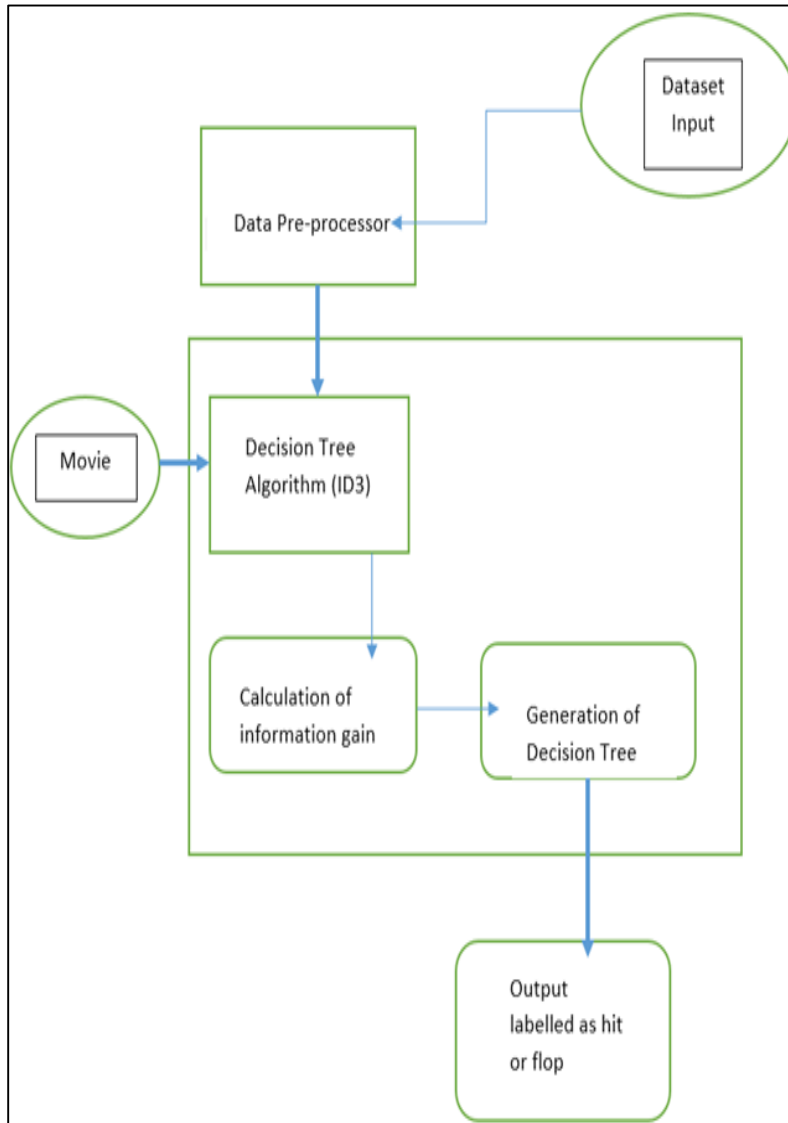 Dataset
Input
Data Pre-processor
Movie
Decision Tree
Algorithm (ID3)
Calculation of
information gain
Generation of
Decision Tree
Output
labelled as hit
or flop